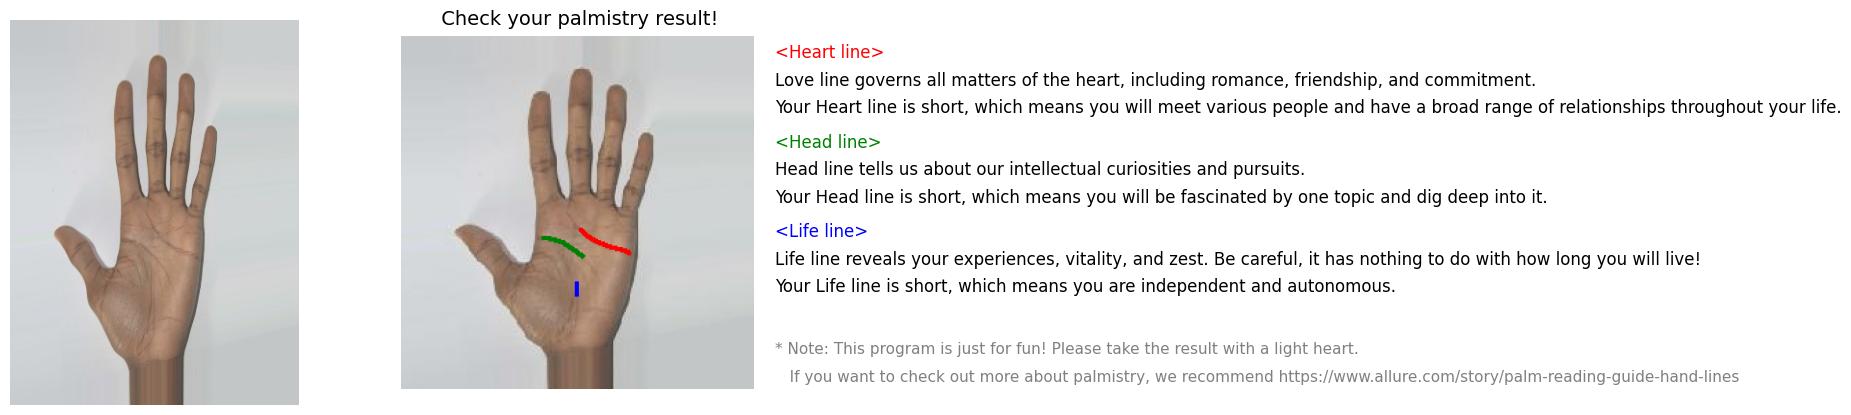 Check your palmistry result!
<Heart line>
Love line governs all matters of the heart, including romance, friendship, and commitment.
Your Heart line is short, which means you will meet various people and have a broad range of relationships throughout your life.
<Head line>
Head line tells us about our intellectual curiosities and pursuits.
Your Head line is short, which means you will be fascinated by one topic and dig deep into it.
<Life line>
Life line reveals your experiences, vitality, and zest. Be careful, it has nothing to do with how long you will live!
Your Life line is short, which means you are independent and autonomous.
* Note: This program is just for fun! Please take the result with a light heart.
If you want to check out more about palmistry, we recommend https://www.allure.com/story/palm-reading-guide-hand-lines